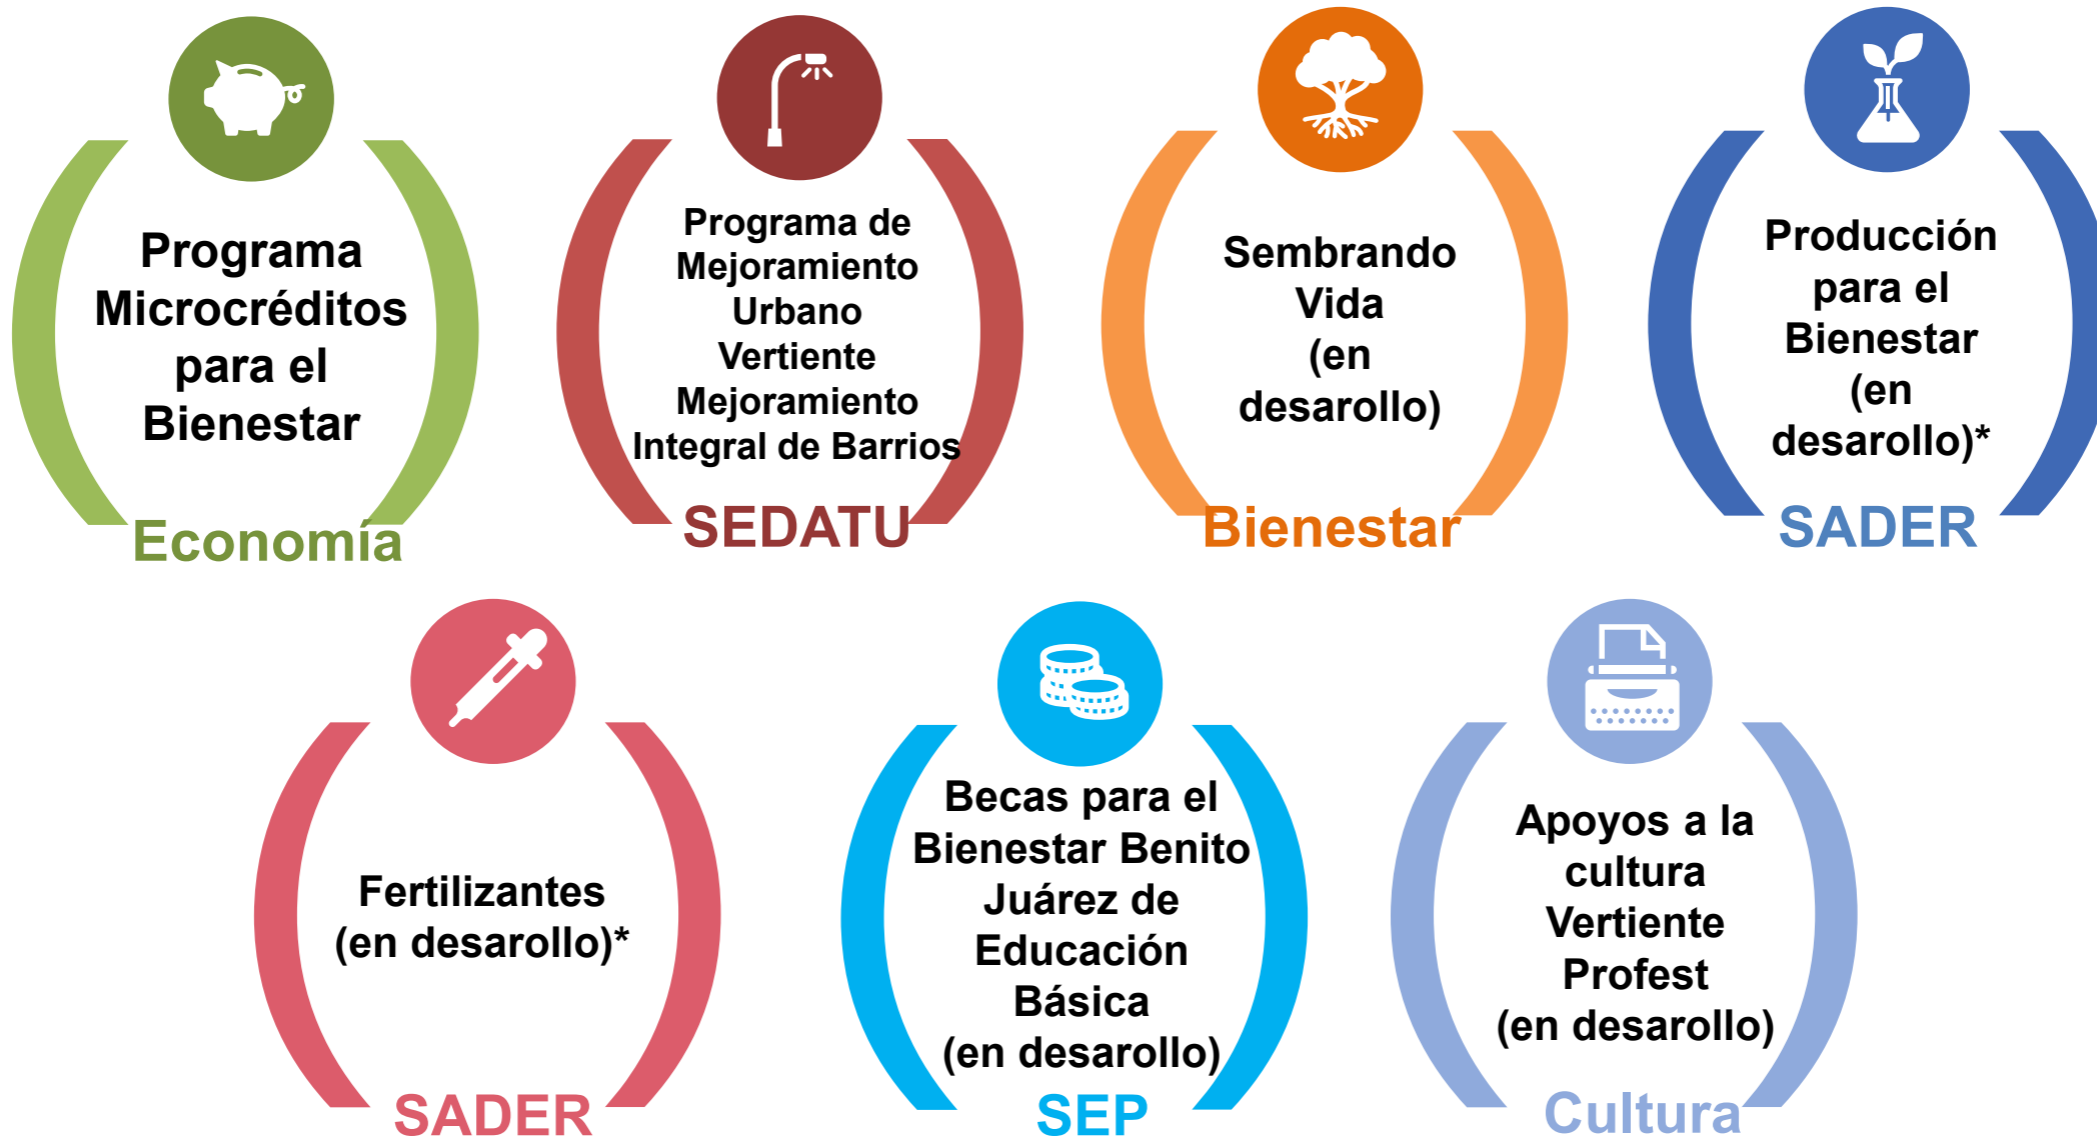 Programa
Microcréditos
para el
Bienestar
Economía
Programa de
Mejoramiento
Urbano
Vertiente
Mejoramiento
Integral de Barrios
SEDATU
Sembrando
Vida
(en
desarollo)
Bienestar
Producción
para el
Bienestar
(en
desarollo)*
SADER
Fertilizantes
(en desarollo)*
SADER
Becas para el
Bienestar Benito
Juárez de
Educación
Básica
(en desarollo)
SEP
Apoyos a la
cultura
Vertiente
Profest
(en desarollo)
Cultura